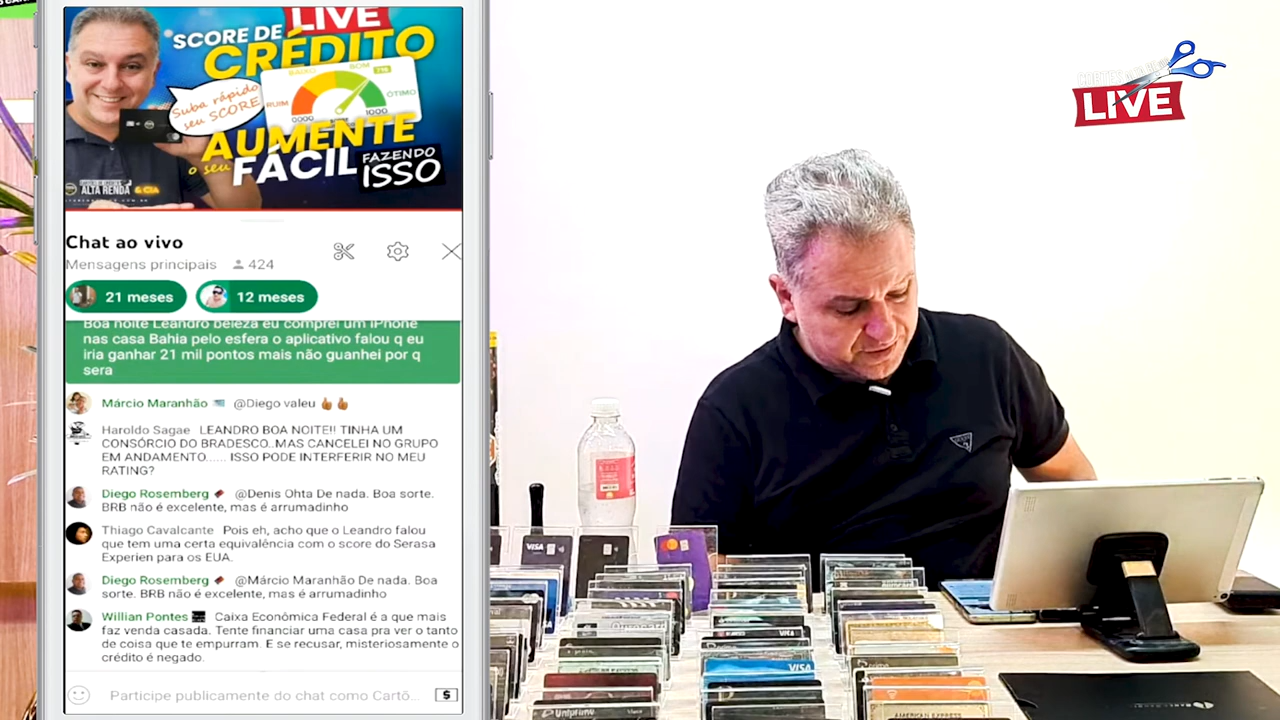 SCORE DE LIVE
CRÉDITO
BAIXO BOM 716
RUIM ÓTIMO
SCORE
0000 1000
Suba rápido
seu SCORE
AUMENTE
o seu FÁCIL FAZENDO
ISSO
ALTA RENDA & CIA
Chat ao vivo
Mensagens principais 424
21 meses 12 meses
Boa noite Leandro beleza eu comprei um iPhone
nas casa Bahia pelo esfera o aplicativo falou q eu
iria ganhar 21 mil pontos mais não guanhei por q
sera
Márcio Maranhão @Diego valeu
Haroldo Sagae LEANDRO BOA NOITE!! TINHA UM
CONSÓRCIO DO BRADESCO..MAS CANCELEI NO GRUPO
EM ANDAMENTO...... ISSO PODE INTERFERIR NO MEU
RATING?
Diego Rosemberg @Denis Ohta De nada. Boa sorte.
BRB não é excelente, mas é arrumadinho
Thiago Cavalcante Pois eh, acho que o Leandro falou
que tem uma certa equivalência com o score do Serasa
Experien para os EUA.
Diego Rosemberg @Márcio Maranhão De nada. Boa
sorte. BRB não é excelente, mas é arrumadinho
Willian Pontes Caixa Econômica Federal é a que mais
faz venda casada. Tente financiar uma casa pra ver o tanto
de coisa que te empurram. E se recusar, misteriosamente o
crédito é negado.
Participe publicamente do chat como Cartõ...
$
LIVE
VISA
VISA
VISA
Unprime
AMERICAN EXPRESS